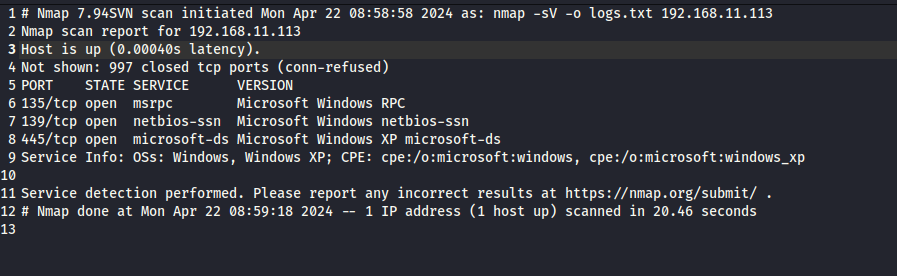 1 # Nmap 7.94SVN scan initiated Mon Apr 22 08:58:58 2024 as: nmap -sV -o logs.txt 192.168.11.113
2 Nmap scan report for 192.168.11.113
3 Host is up (0.00040s latency).
4 Not shown: 997 closed tcp ports (conn-refused)
5 PORT    STATE SERVICE      VERSION
6 135/tcp open  msrpc        Microsoft Windows RPC
7 139/tcp open  netbios-ssn  Microsoft Windows netbios-ssn
8 445/tcp open  microsoft-ds Microsoft Windows XP microsoft-ds
9 Service Info: OSs: Windows, Windows XP; CPE: cpe:/o:microsoft:windows, cpe:/o:microsoft:windows_xp
10
11 Service detection performed. Please report any incorrect results at https://nmap.org/submit/ .
12 # Nmap done at Mon Apr 22 08:59:18 2024 -- 1 IP address (1 host up) scanned in 20.46 seconds
13